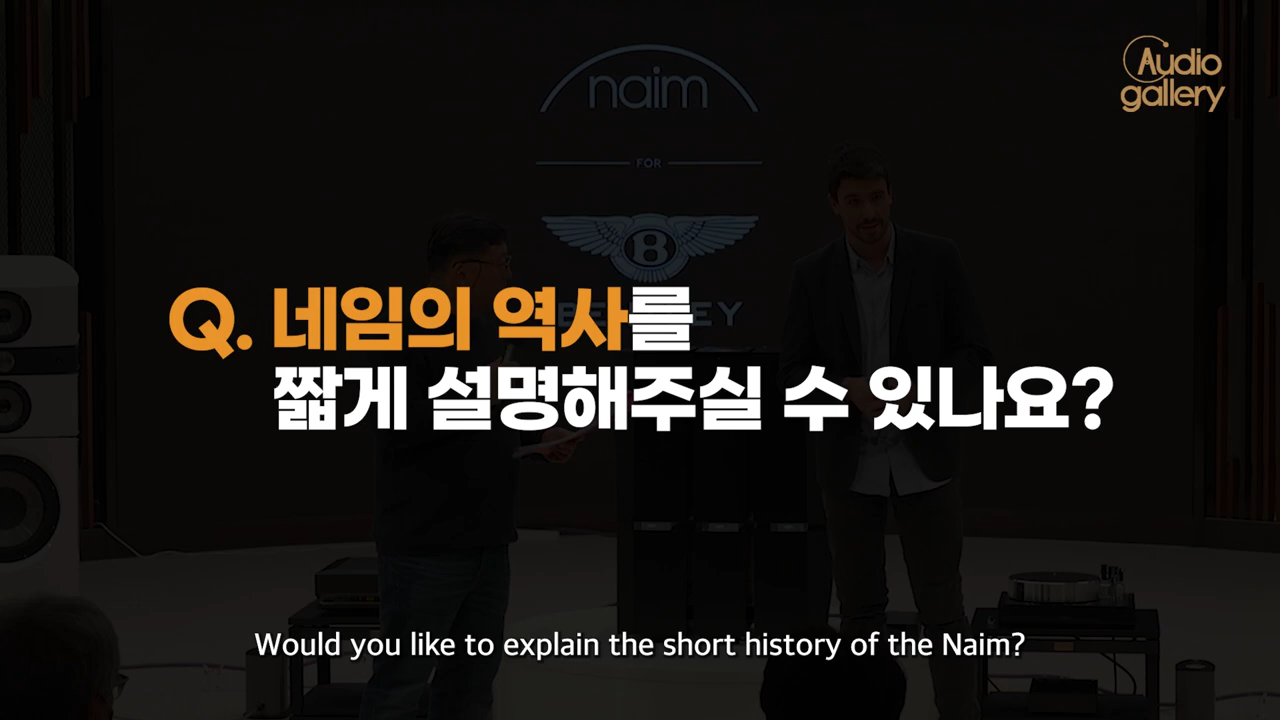 naim
Audio
gallery
FOR
B
Q. 네임의 역사를
짧게 설명해주실 수 있나요?
Would you like to explain the short history of the Naim?